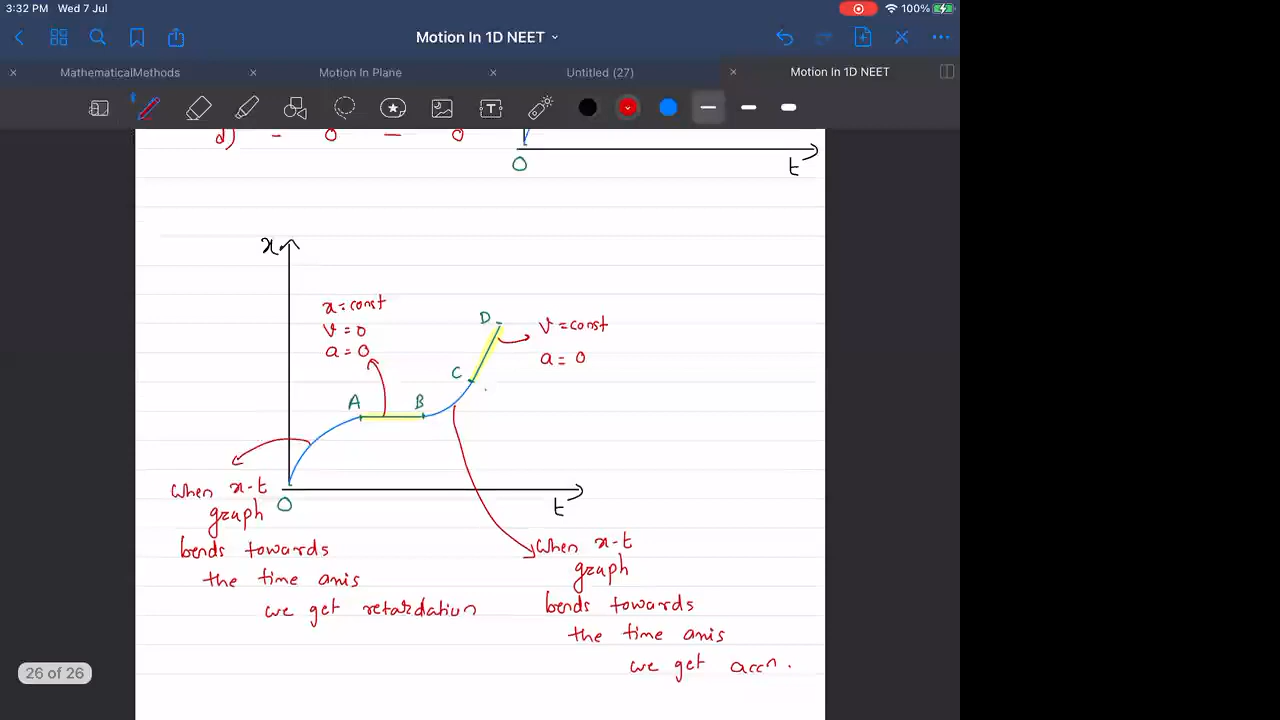 3:32 PM Wed 7 Jul
100%
Motion In 1D NEET
MathematicalMethods
Motion In Plane
Untitled (27)
Motion In 1D NEET
T
d) - 0 — 0
O
t
x
x = const
v = 0
a = 0
D
v = const
a = 0
C
A
B
O
t
When x-t
graph
bends towards
the time axis
we get retardation
When x-t
graph
bends towards
the time axis
we get accn.
26 of 26